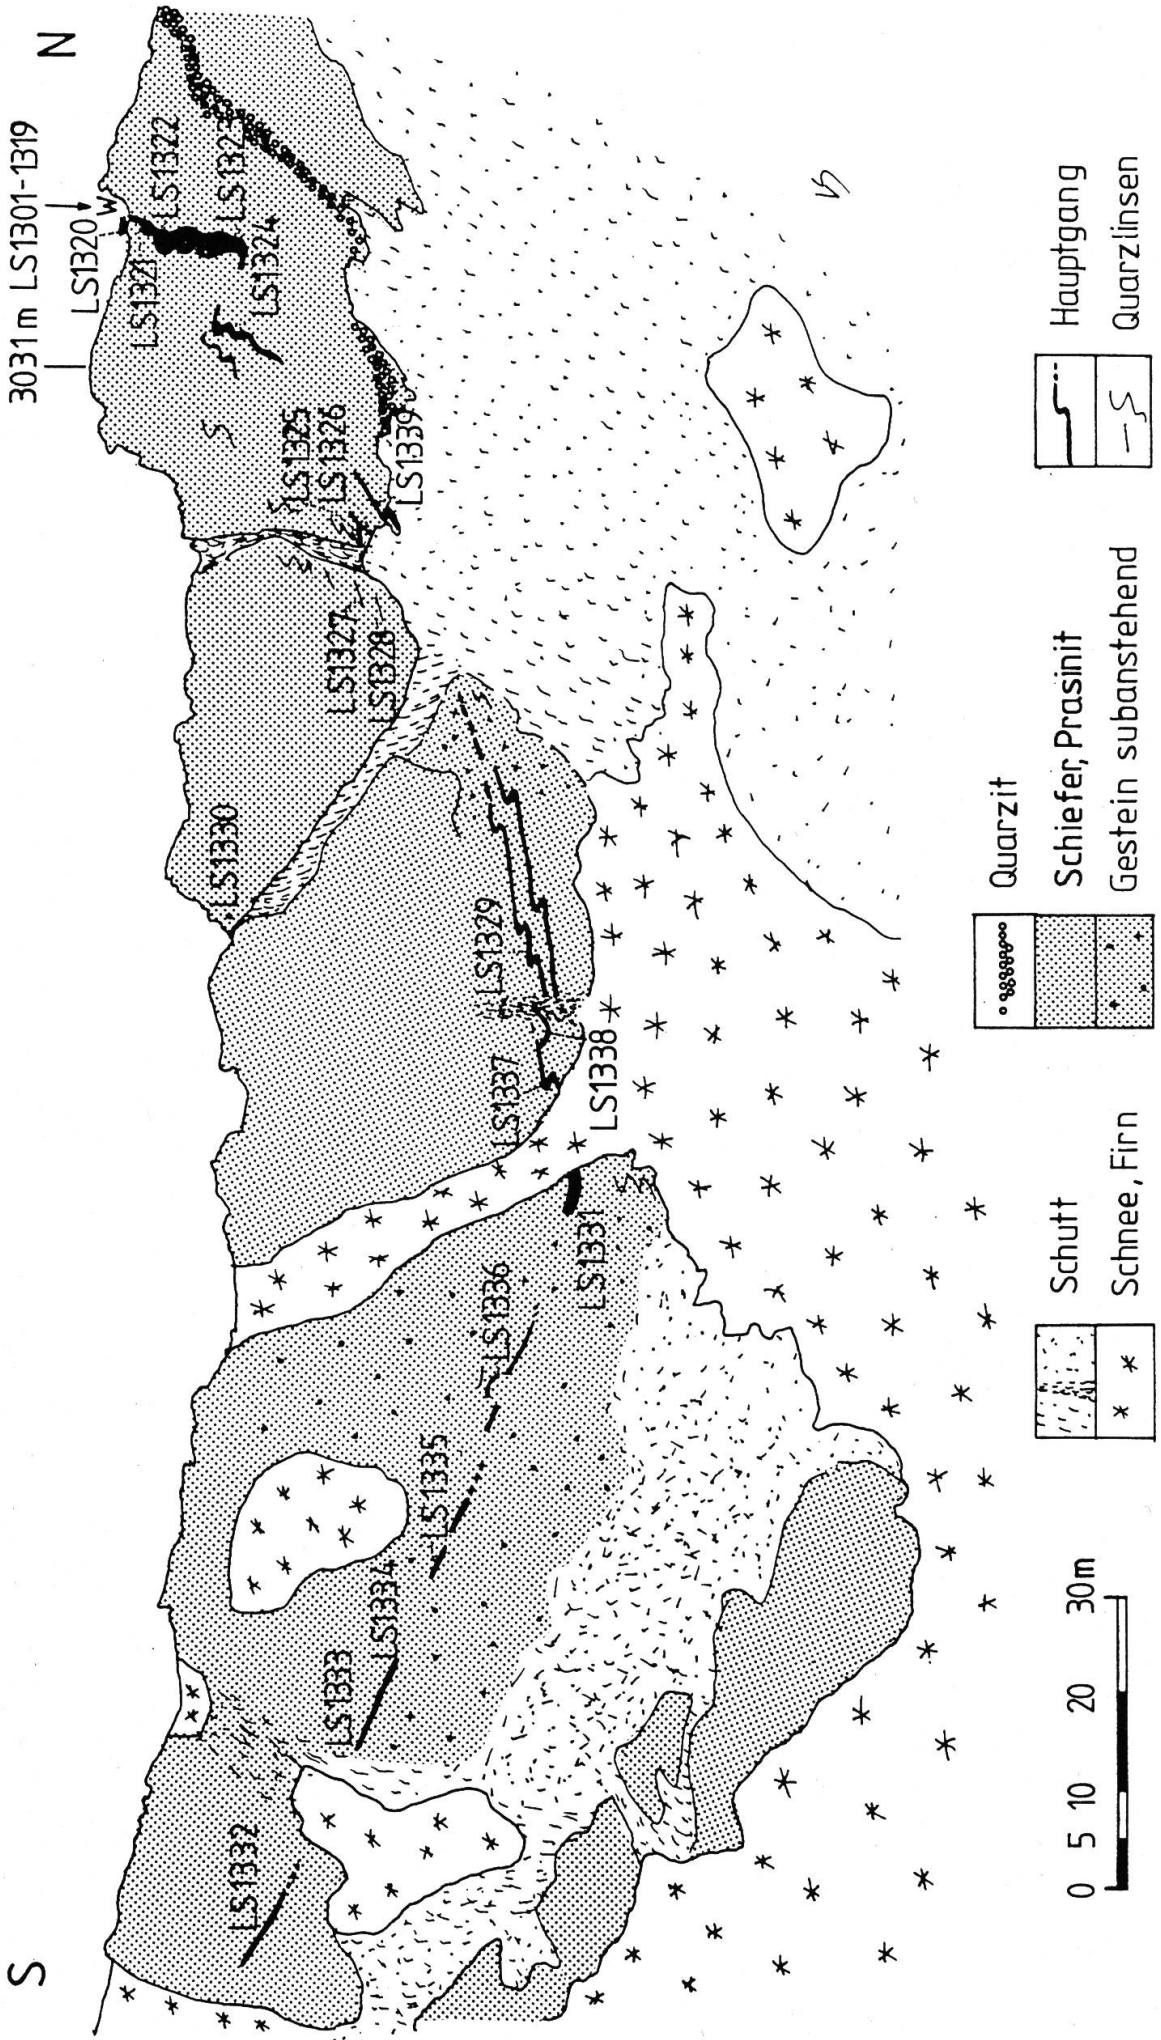 S
N
3031 m LS1301-1319
W
LS1320
LS1321
LS1322
LS1323
LS1324
LS1325
LS1326
LS1339
LS1327
LS1328
LS1330
LS1329
LS1337
LS1338
LS1331
LS1336
LS1335
LS1334
LS1333
LS1332
0 5 10 20 30m
Schutt
Schnee, Firn
Quarzit
Schiefer, Prasinit
Gestein subanstehend
Hauptgang
Quarzlinsen